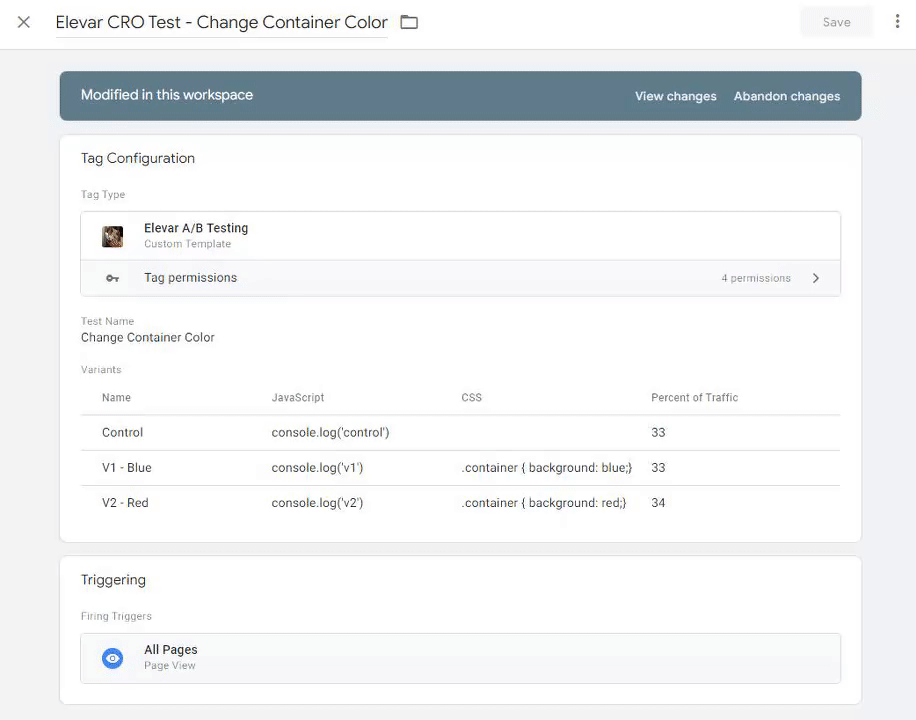 Elevar CRO Test - Change Container Color
Save
Modified in this workspace
View changes
Abandon changes
Tag Configuration
Tag Type
Elevar A/B Testing
Custom Template
Tag permissions
4 permissions
Test Name
Change Container Color
Variants
Name JavaScript CSS Percent of Traffic
Control console.log('control') 33
V1 - Blue console.log('v1') .container { background: blue;} 33
V2 - Red console.log('v2') .container { background: red;} 34
Triggering
Firing Triggers
All Pages
Page View